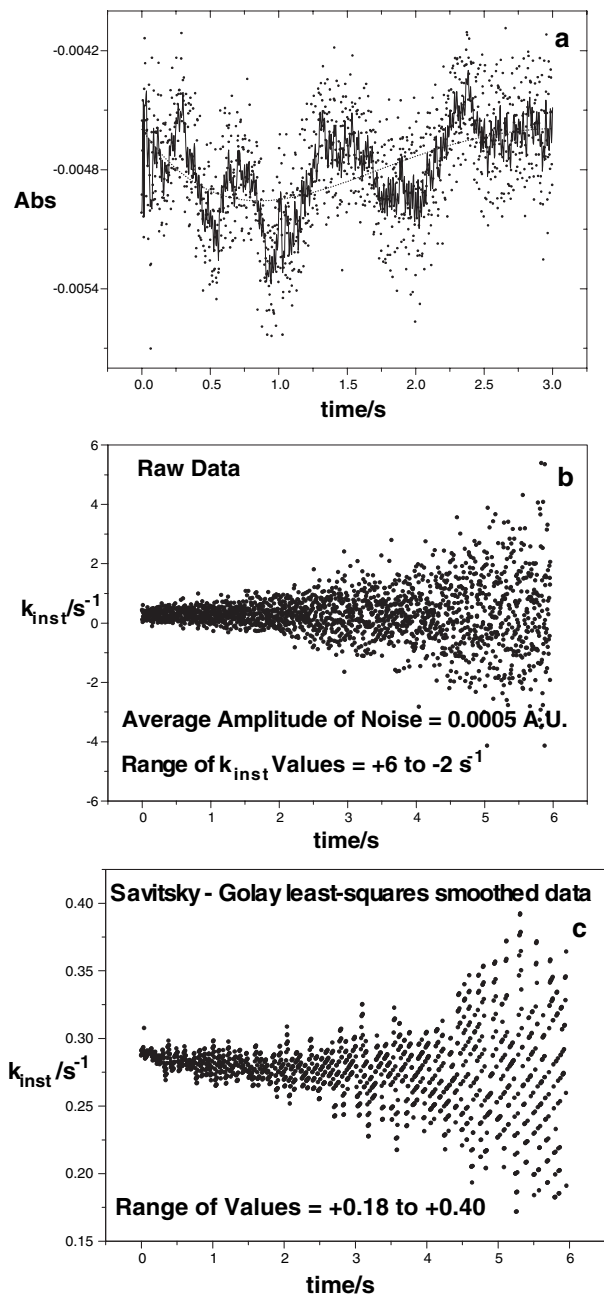 a
-0.0042
-0.0048
Abs
-0.0054
0.0 0.5 1.0 1.5 2.0 2.5 3.0
time/s
6
Raw Data
b
4
2
k_inst/s^-1
0
-2
Average Amplitude of Noise = 0.0005 A.U.
-4
Range of k_inst Values = +6 to -2 s^-1
-6
0 1 2 3 4 5 6
time/s
Savitsky - Golay least-squares smoothed data
0.40
c
0.35
0.30
k_inst/s^-1
0.25
0.20
Range of Values = +0.18 to +0.40
0.15
0 1 2 3 4 5 6
time/s